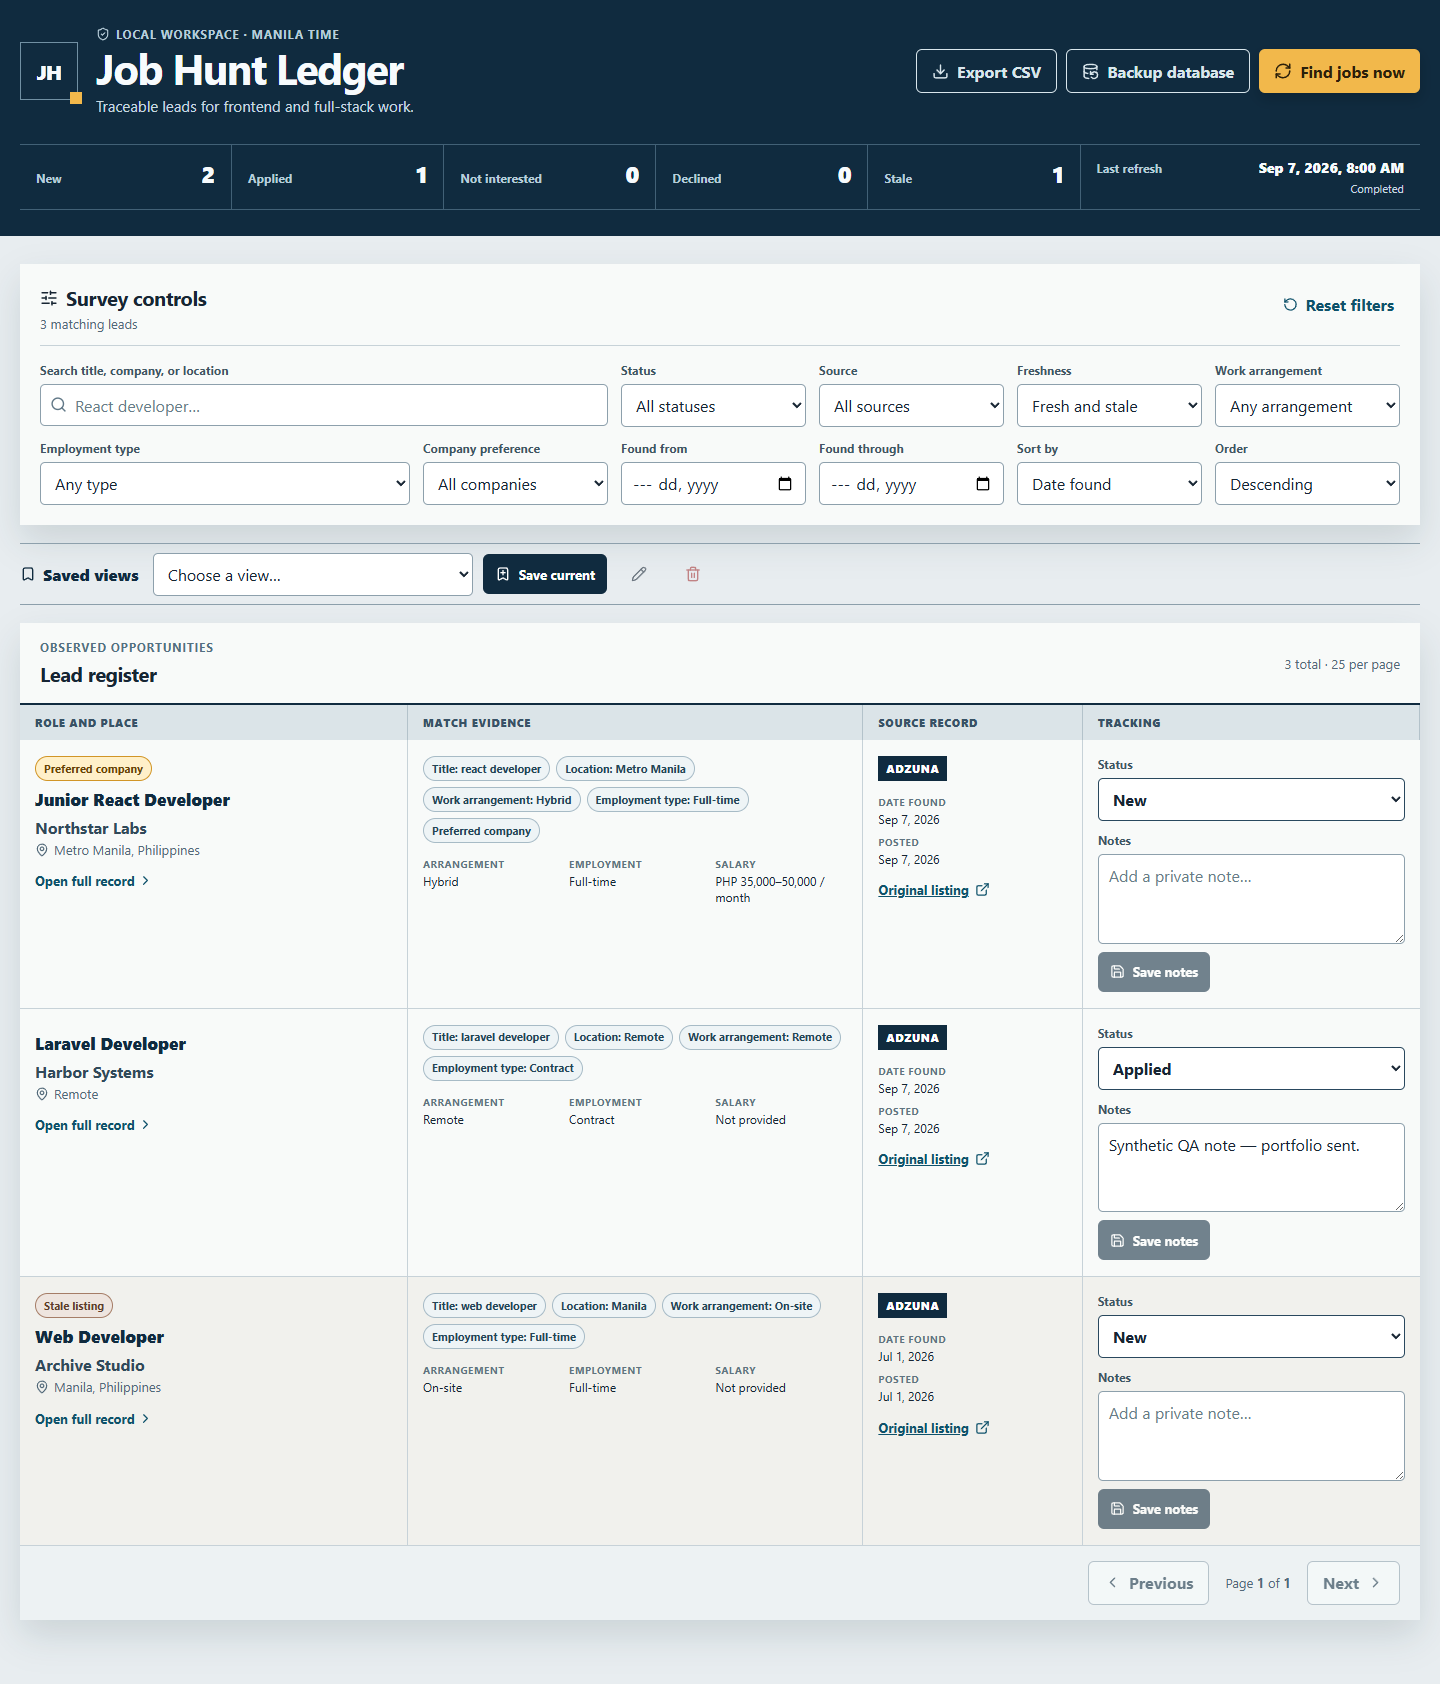 JH
LOCAL WORKSPACE · MANILA TIME
Job Hunt Ledger
Traceable leads for frontend and full-stack work.
Export CSV
Backup database
Find jobs now
New 2
Applied 1
Not interested 0
Declined 0
Stale 1
Last refresh Sep 7, 2026, 8:00 AM
Completed
Survey controls
3 matching leads
Reset filters
Search title, company, or location
React developer...
Status
All statuses
Source
All sources
Freshness
Fresh and stale
Work arrangement
Any arrangement
Employment type
Any type
Company preference
All companies
Found from
--- dd, yyyy
Found through
--- dd, yyyy
Sort by
Date found
Order
Descending
Saved views
Choose a view...
Save current
OBSERVED OPPORTUNITIES
Lead register
3 total · 25 per page
ROLE AND PLACE
MATCH EVIDENCE
SOURCE RECORD
TRACKING
Preferred company
Junior React Developer
Northstar Labs
Metro Manila, Philippines
Open full record
Title: react developer
Location: Metro Manila
Work arrangement: Hybrid
Employment type: Full-time
Preferred company
ARRANGEMENT
Hybrid
EMPLOYMENT
Full-time
SALARY
PHP 35,000–50,000 /
month
ADZUNA
DATE FOUND
Sep 7, 2026
POSTED
Sep 7, 2026
Original listing
Status
New
Notes
Add a private note...
Save notes
Laravel Developer
Harbor Systems
Remote
Open full record
Title: laravel developer
Location: Remote
Work arrangement: Remote
Employment type: Contract
ARRANGEMENT
Remote
EMPLOYMENT
Contract
SALARY
Not provided
ADZUNA
DATE FOUND
Sep 7, 2026
POSTED
Sep 7, 2026
Original listing
Status
Applied
Notes
Synthetic QA note — portfolio sent.
Save notes
Stale listing
Web Developer
Archive Studio
Manila, Philippines
Open full record
Title: web developer
Location: Manila
Work arrangement: On-site
Employment type: Full-time
ARRANGEMENT
On-site
EMPLOYMENT
Full-time
SALARY
Not provided
ADZUNA
DATE FOUND
Jul 1, 2026
POSTED
Jul 1, 2026
Original listing
Status
New
Notes
Add a private note...
Save notes
Previous
Page 1 of 1
Next